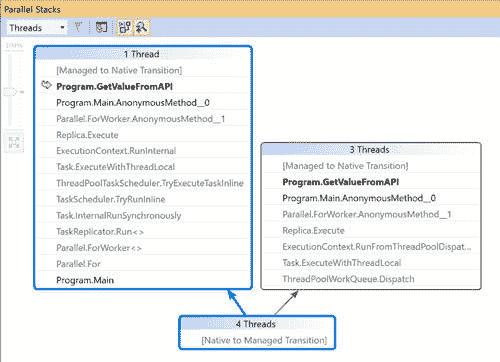 Parallel Stacks
Threads
100%
1 Thread
[Managed to Native Transition]
Program.GetValueFromAPI
Program.Main.AnonymousMethod__0
Parallel.ForWorker.AnonymousMethod__1
Replica.Execute
ExecutionContext.RunInternal
Task.ExecuteWithThreadLocal
ThreadPoolTaskScheduler.TryExecuteTaskInline
TaskScheduler.TryRunInline
Task.InternalRunSynchronously
TaskReplicator.Run<>
Parallel.ForWorker<>
Parallel.For
Program.Main
3 Threads
[Managed to Native Transition]
Program.GetValueFromAPI
Program.Main.AnonymousMethod__0
Parallel.ForWorker.AnonymousMethod__1
Replica.Execute
ExecutionContext.RunFromThreadPoolDispat...
Task.ExecuteWithThreadLocal
ThreadPoolWorkQueue.Dispatch
4 Threads
[Native to Managed Transition]